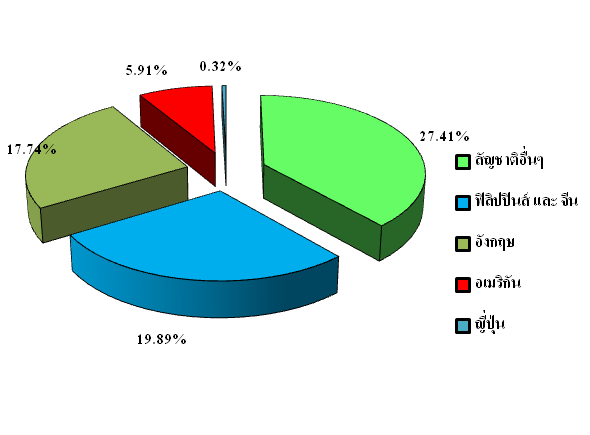 0.32%
5.91%
27.41%
17.74%
19.89%
สัญชาติอื่นๆ
ฟิลิปปินส์ และ จีน
อังกฤษ
อเมริกัน
ญี่ปุ่น